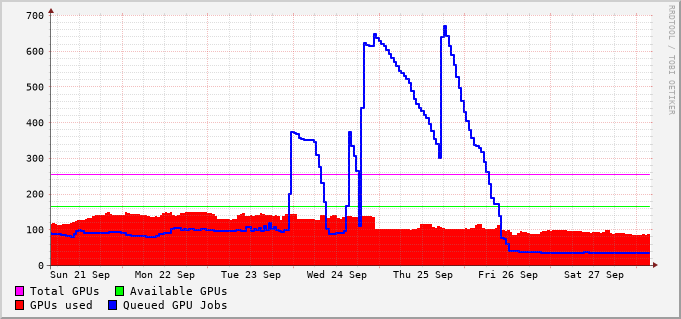 700
600
500
400
300
200
100
0
Sun 21 Sep Mon 22 Sep Tue 23 Sep Wed 24 Sep Thu 25 Sep Fri 26 Sep Sat 27 Sep
Total GPUs Available GPUs
GPUs used Queued GPU Jobs
RRDTOOL / TOBI OETIKER